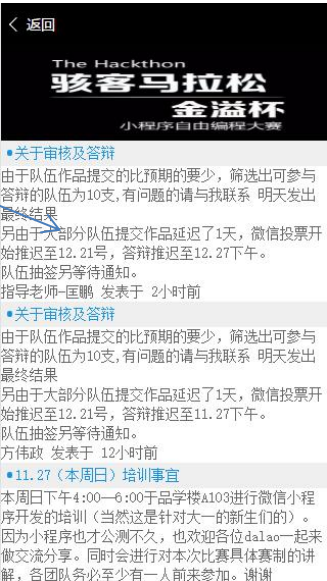 返回
The Hackthon
骇客马拉松
金溢杯
小程序自由编程大赛
•关于审核及答辩
由于队伍作品提交的比预期的要少，筛选出可参与
答辩的队伍为10支,有问题的请与我联系 明天发出
最终结果
另由于大部分队伍提交作品延迟了1天，微信投票开
始推迟至12.21号，答辩推迟至12.27下午。
队伍抽签另等待通知。
指导老师-匡鹏 发表于 2小时前
•关于审核及答辩
由于队伍作品提交的比预期的要少，筛选出可参与
答辩的队伍为10支,有问题的请与我联系 明天发出
最终结果
另由于大部分队伍提交作品延迟了1天，微信投票开
始推迟至12.21号，答辩推迟至11.27下午。
队伍抽签另等待通知。
方伟政 发表于 12小时前
•11.27（本周日）培训事宜
本周日下午4:00—6:00于品学楼A103进行微信小程
序开发的培训（当然这是针对大一的新生们的）。
因为小程序也才公测不久，也欢迎各位dalao一起来
做交流分享。同时会进行对本次比赛具体赛制的讲
解，各团队务必至少有一人前来参加。谢谢